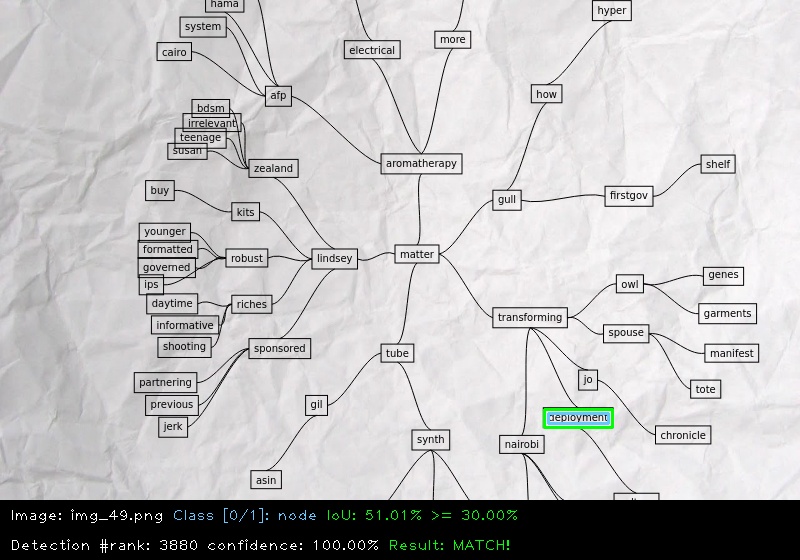 hama
hyper
system
more
electrical
cairo
how
afp
bdsm
irrelevant
teenage
susan
aromatherapy
shelf
zealand
buy
firstgov
gull
kits
younger
formatted
matter
robust
lindsey
governed
genes
ips
owl
daytime
riches
garments
transforming
informative
spouse
shooting
sponsored
tube
manifest
jo
partnering
tote
previous
gil
deployment
jerk
chronicle
synth
nairobi
asin
Image: img_49.png Class [0/1]: node IoU: 51.01% >= 30.00%
Detection #rank: 3880 confidence: 100.00% Result: MATCH!